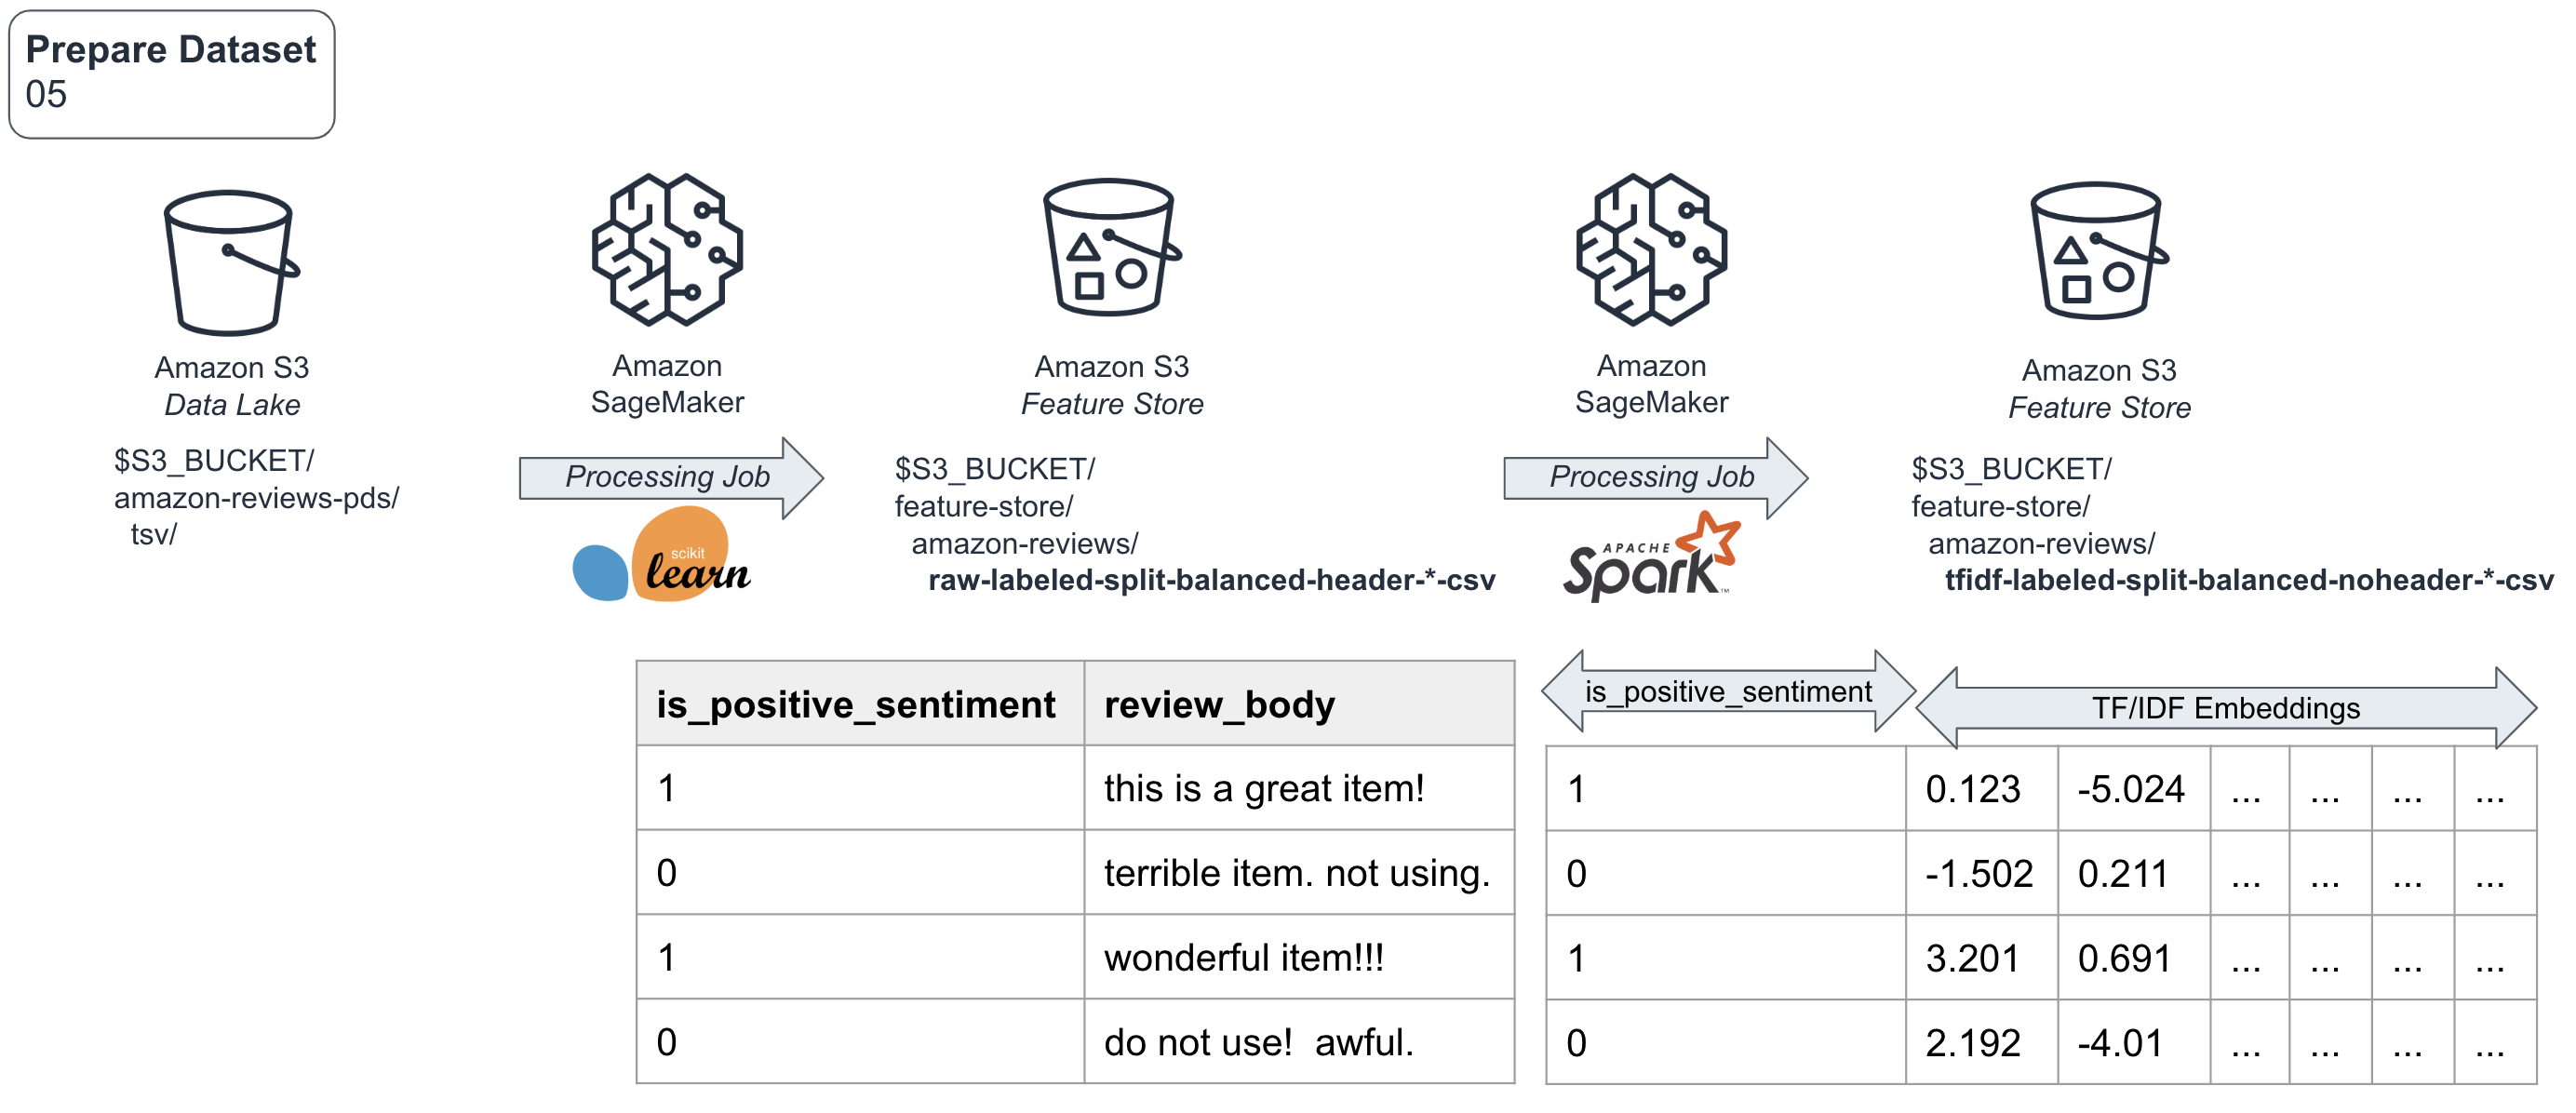 Prepare Dataset
05
Amazon S3
Data Lake
$S3_BUCKET/
amazon-reviews-pds/
tsv/
Amazon
SageMaker
Processing Job
scikit
learn
Amazon S3
Feature Store
$S3_BUCKET/
feature-store/
amazon-reviews/
raw-labeled-split-balanced-header-*-csv
Amazon
SageMaker
Processing Job
APACHE
Spark™
Amazon S3
Feature Store
$S3_BUCKET/
feature-store/
amazon-reviews/
tfidf-labeled-split-balanced-noheader-*-csv
is_positive_sentiment review_body
1 this is a great item!
0 terrible item. not using.
1 wonderful item!!!
0 do not use!  awful.
is_positive_sentiment TF/IDF Embeddings
1 0.123 -5.024 ... ... ... ...
0 -1.502 0.211 ... ... ... ...
1 3.201 0.691 ... ... ... ...
0 2.192 -4.01 ... ... ... ...